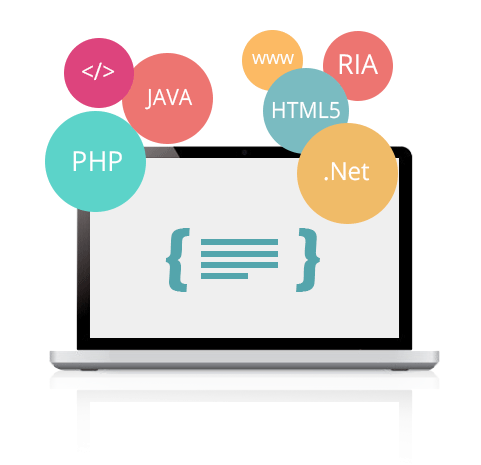 </>
JAVA
PHP
www
RIA
HTML5
.Net
{ }